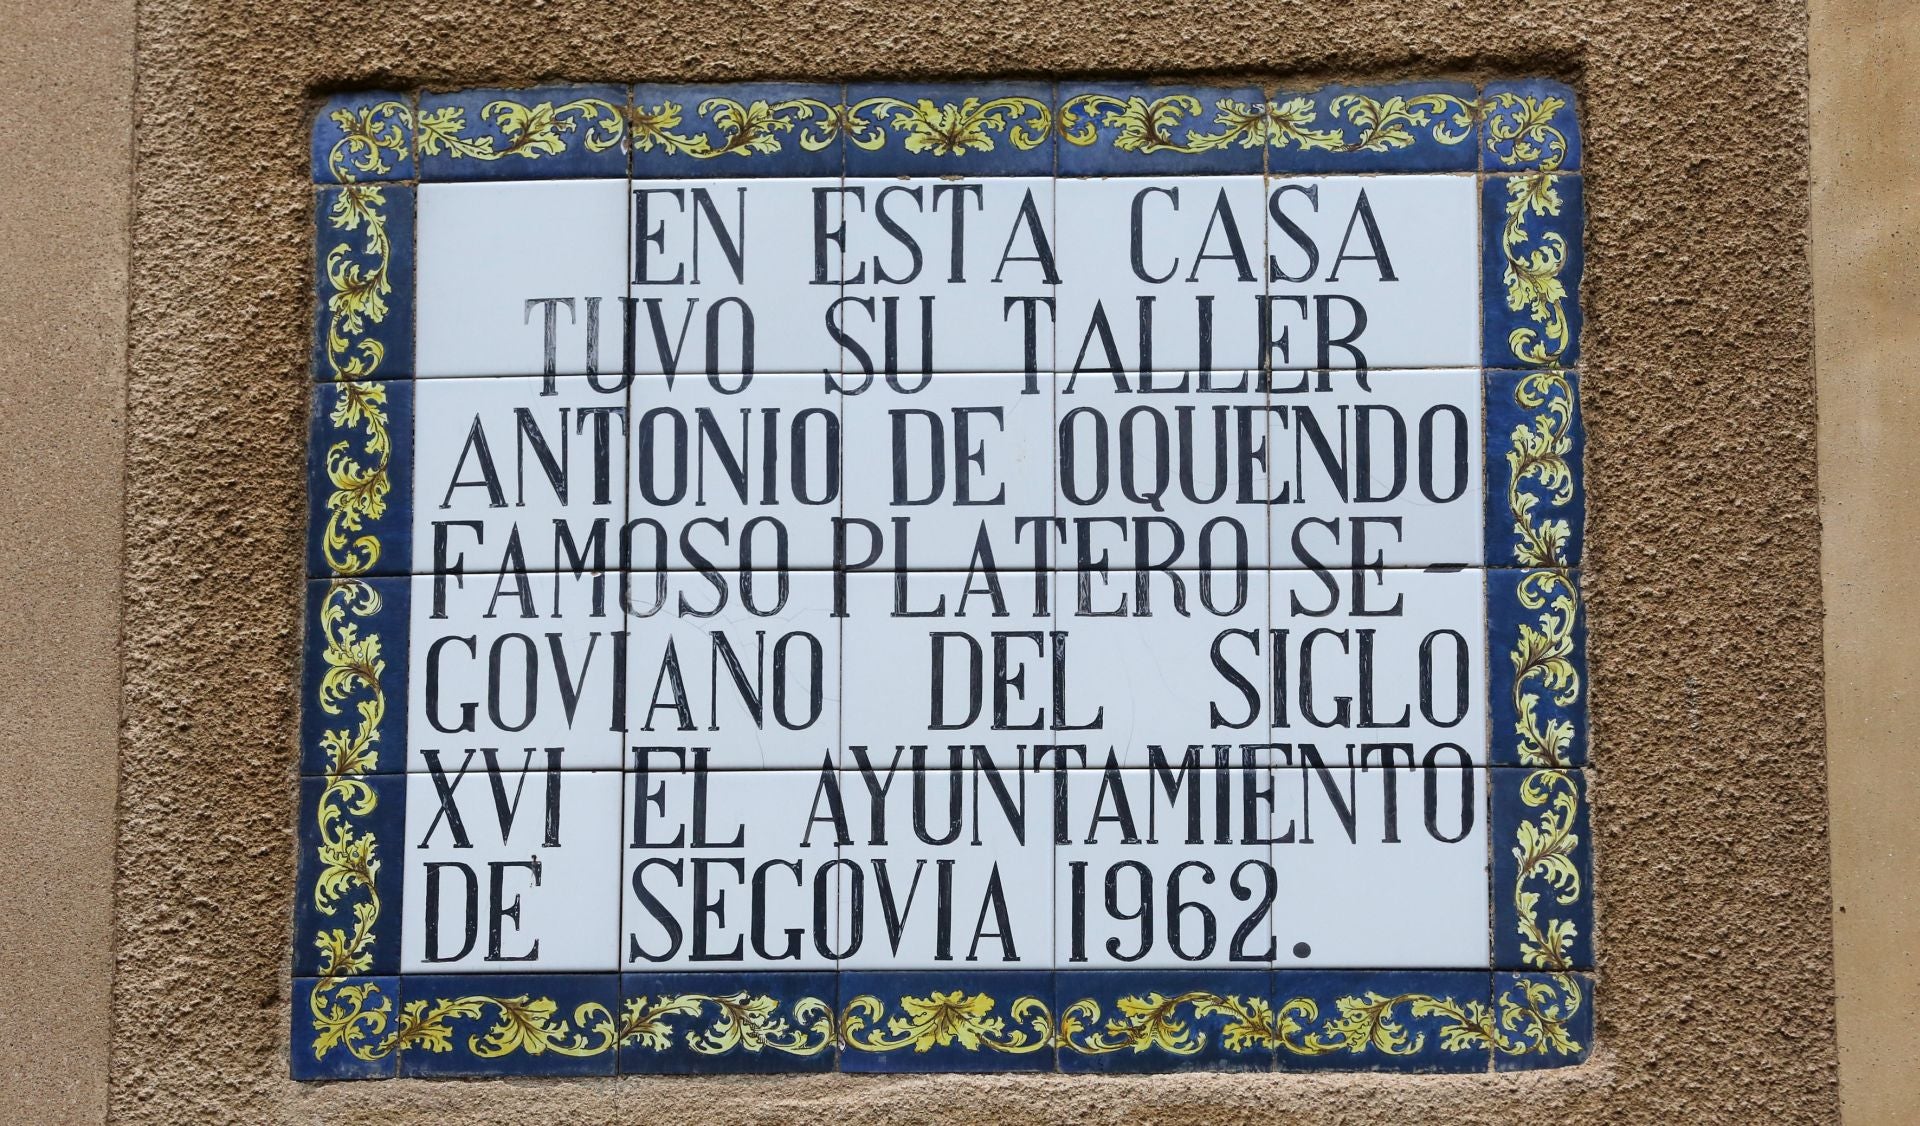 EN ESTA CASA
TUVO SU TALLER
ANTONIO DE OQUENDO
FAMOSO PLATERO SE-
GOVIANO DEL SIGLO
XVI EL AYUNTAMIENTO
DE SEGOVIA 1962.